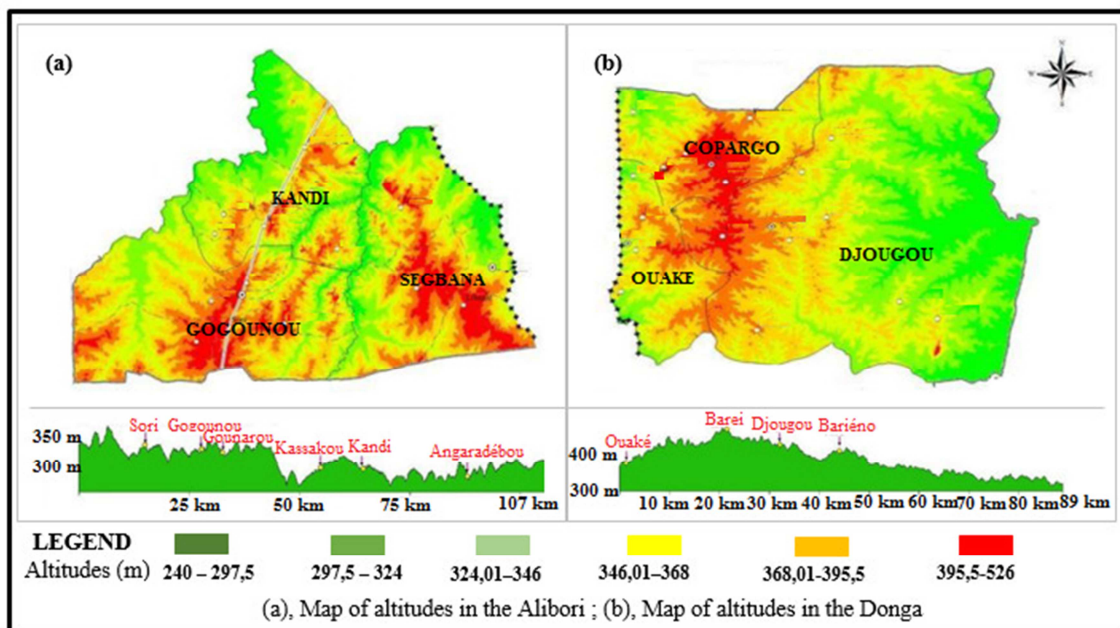 (a)
KANDI
SEGBANA
GOGOUNOU
(b)
COPARGO
OUAKE
DJOUGOU
350 m
300 m
Sori
Gogounou
Gounarou
Kassakou
Kandi
Angaradébou
25 km
50 km
75 km
107 km
400 m
300 m
Ouaké
Barei
Djougou
Bariéno
10 km
20 km
30 km
40 km
50 km
60 km
70 km
80 km
89 km
LEGEND
Altitudes (m)
240 – 297,5
297,5 – 324
324,01–346
346,01–368
368,01-395,5
395,5-526
(a), Map of altitudes in the Alibori ; (b), Map of altitudes in the Donga